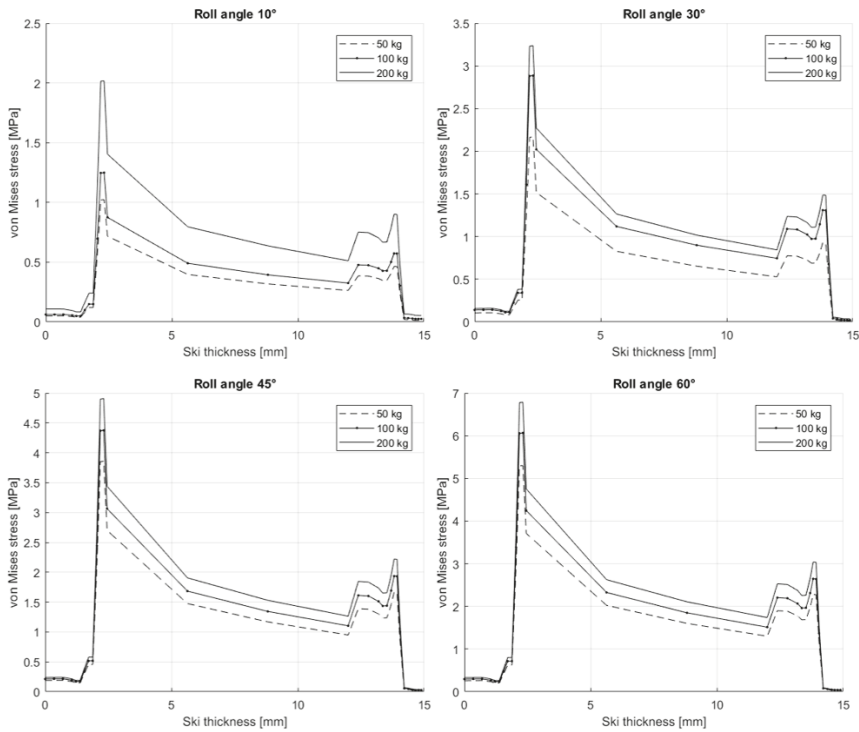 Roll angle 10°
2.5
2
1.5
1
0.5
0
0
5
10
15
von Mises stress [MPa]
Ski thickness [mm]
50 kg
100 kg
200 kg
Roll angle 30°
3.5
3
2.5
2
1.5
1
0.5
0
0
5
10
15
von Mises stress [MPa]
Ski thickness [mm]
50 kg
100 kg
200 kg
Roll angle 45°
5
4.5
4
3.5
3
2.5
2
1.5
1
0.5
0
0
5
10
15
von Mises stress [MPa]
Ski thickness [mm]
50 kg
100 kg
200 kg
Roll angle 60°
7
6
5
4
3
2
1
0
0
5
10
15
von Mises stress [MPa]
Ski thickness [mm]
50 kg
100 kg
200 kg